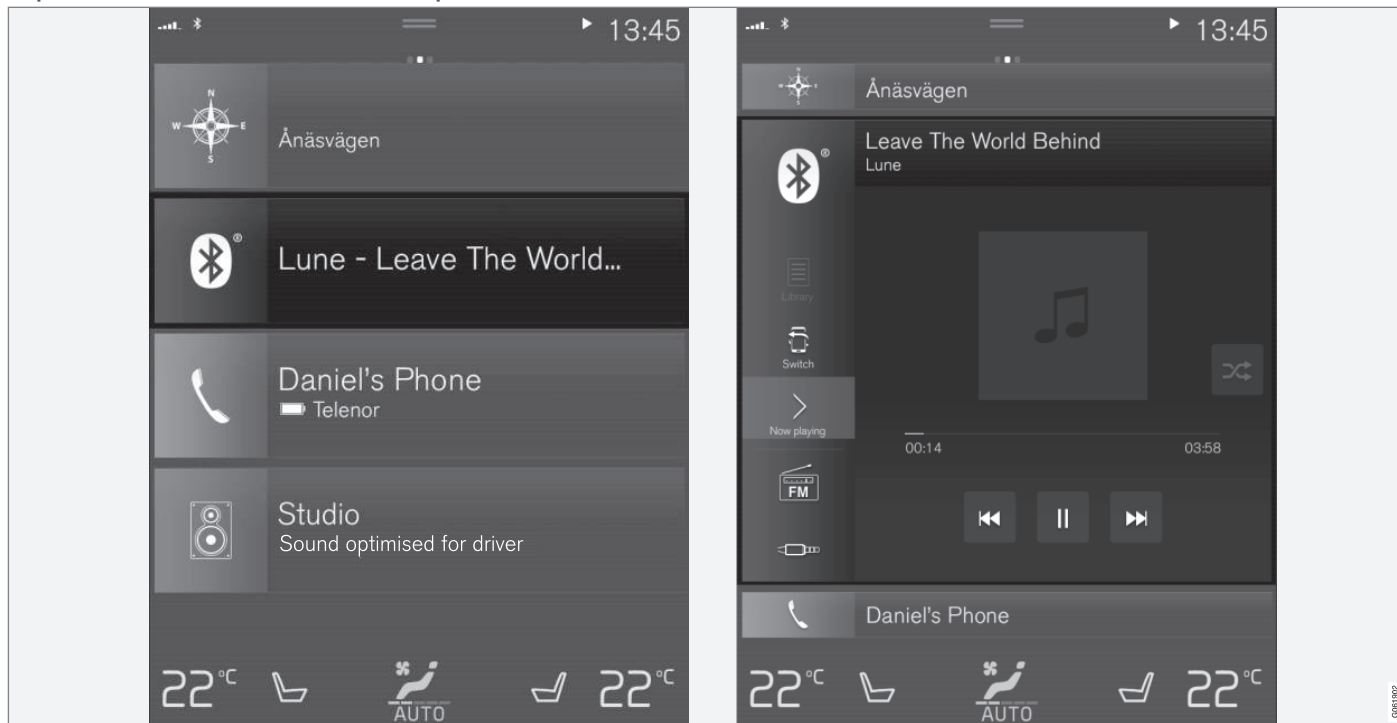 13:45
N
W E
S
Ånäsvägen
®
Lune - Leave The World...
Daniel's Phone
Telenor
Studio
Sound optimised for driver
22°C
AUTO
22°C
13:45
N
W E
S
Ånäsvägen
®
Leave The World Behind
Lune
Library
Switch
Now playing
00:14
03:58
FM
Daniel's Phone
22°C
AUTO
22°C